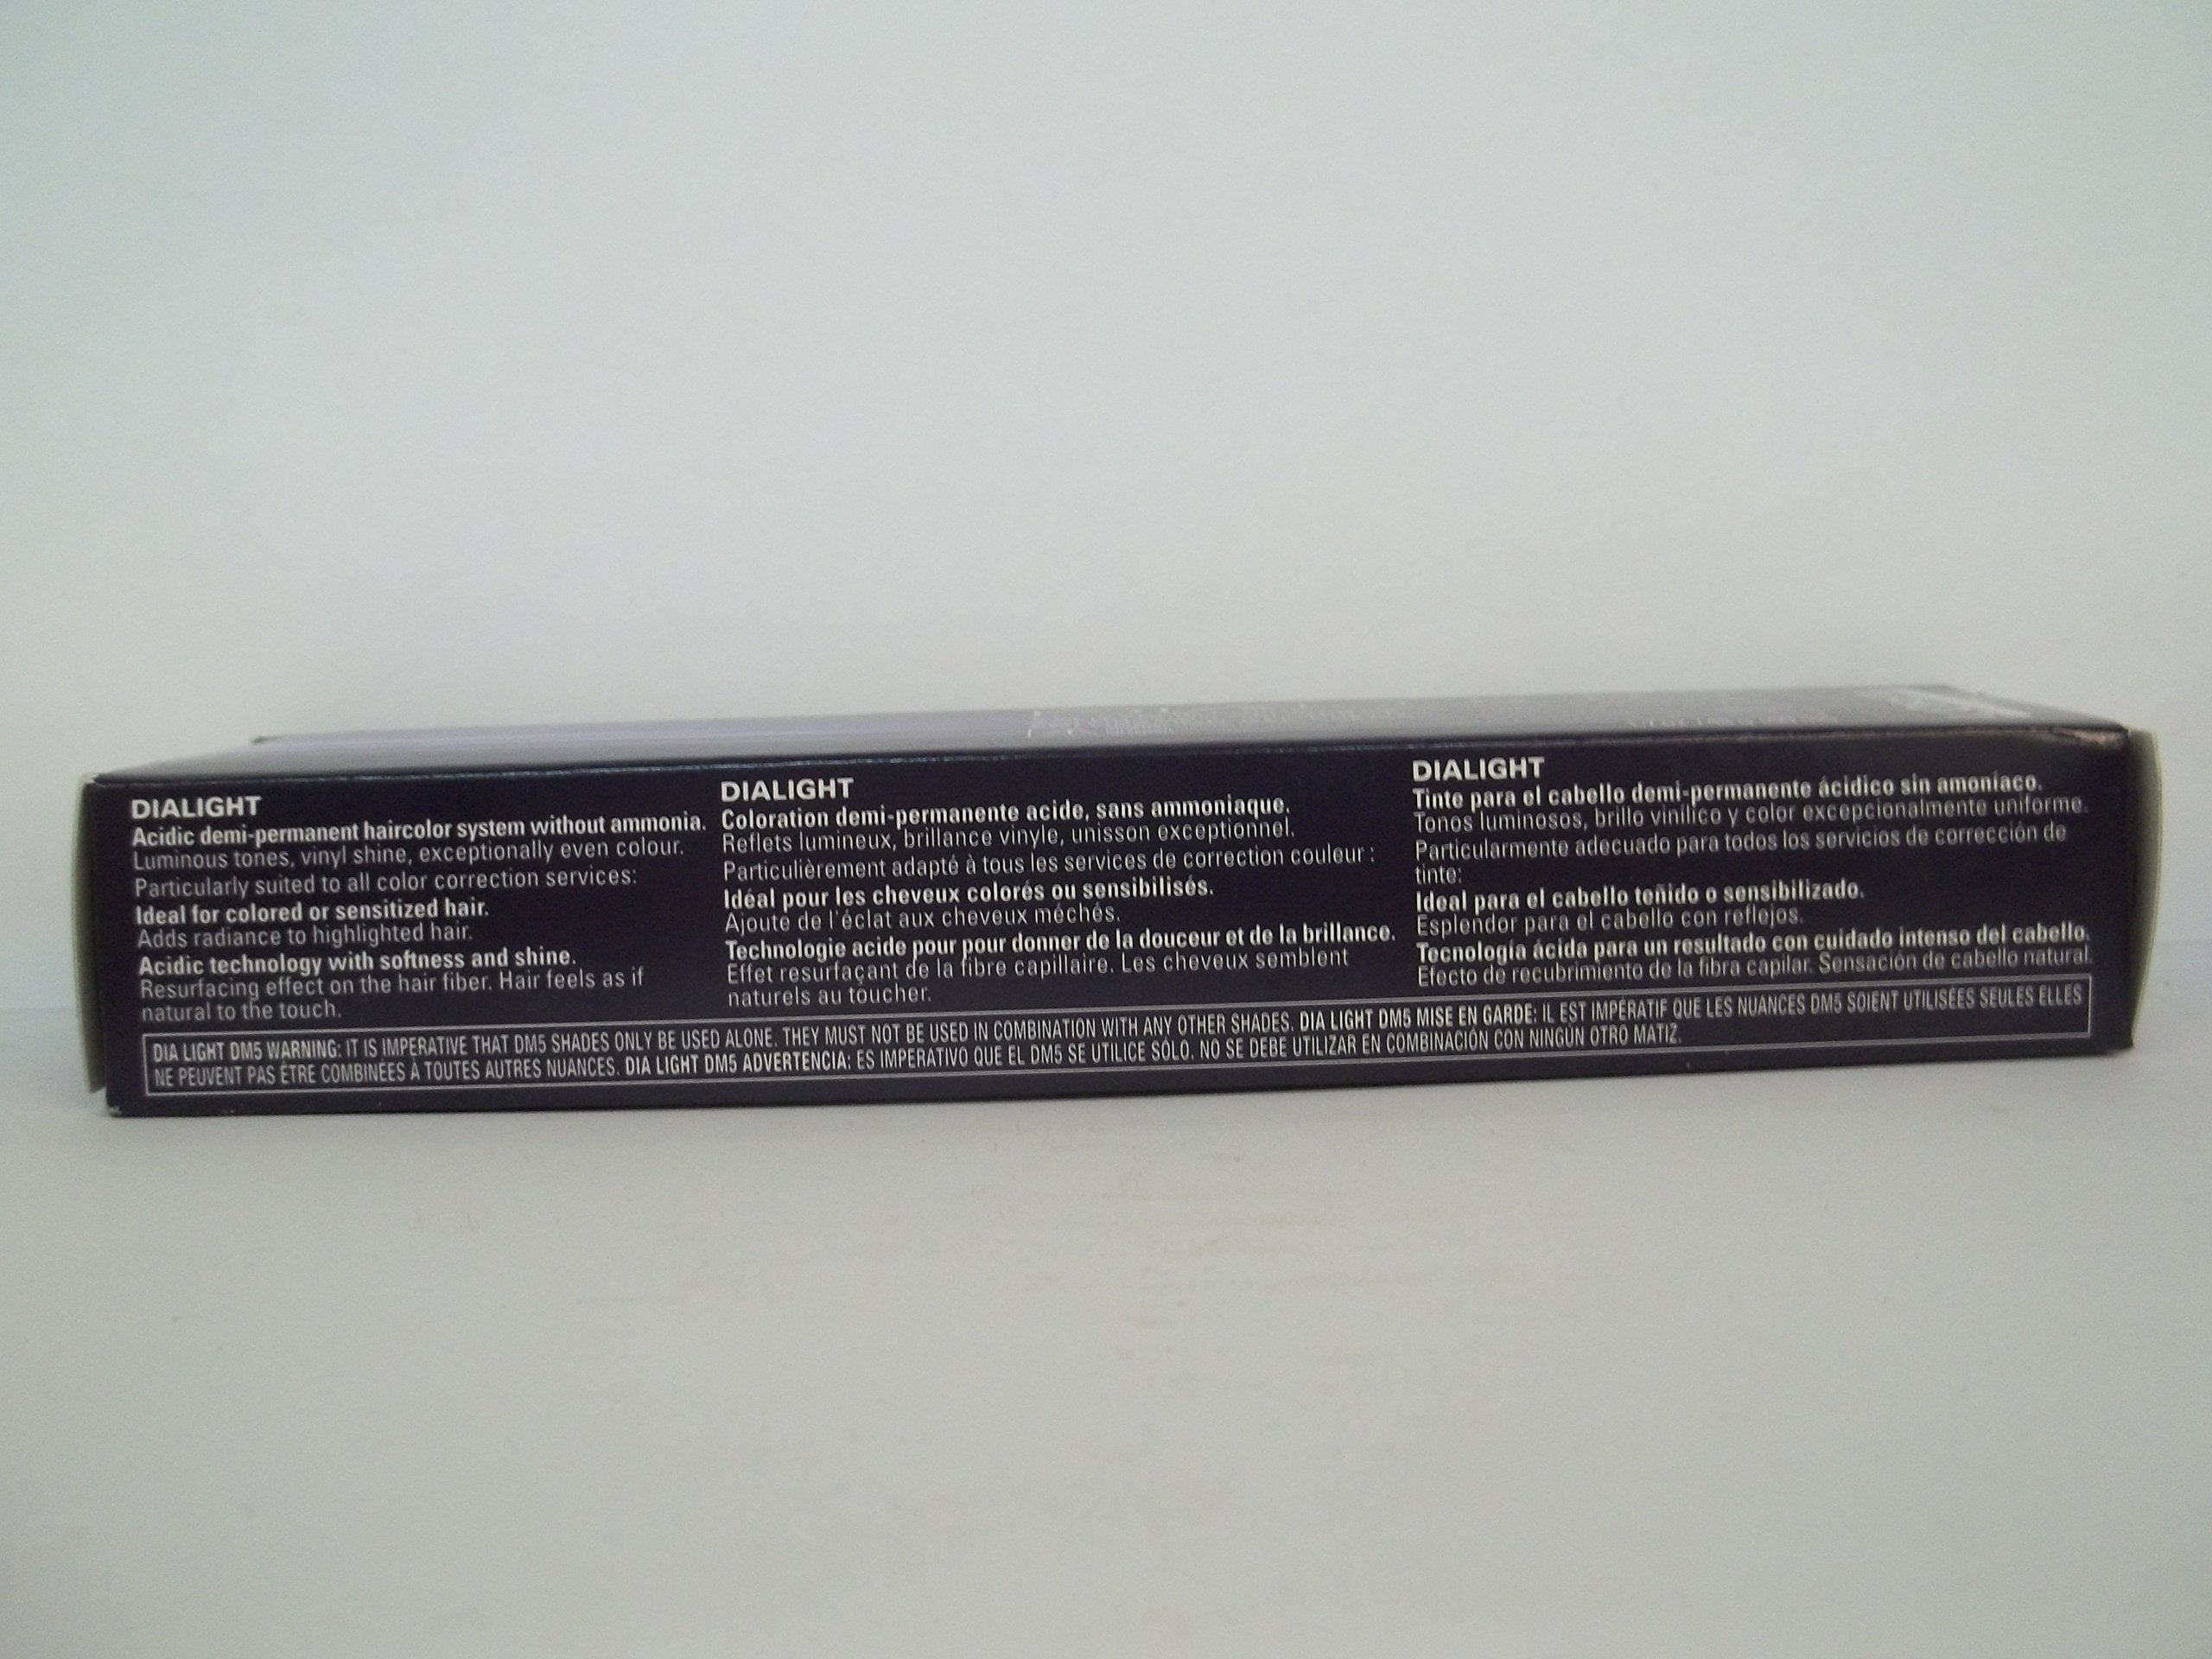 DIALIGHT
Acidic demi-permanent haircolor system without ammonia.
Luminous tones, vinyl shine, exceptionally even colour.
Particularly suited to all color correction services:
Ideal for colored or sensitized hair.
Adds radiance to highlighted hair.
Acidic technology with softness and shine.
Resurfacing effect on the hair fiber. Hair feels as if
natural to the touch.
DIALIGHT
Coloration demi-permanente acide, sans ammoniaque.
Reflets lumineux, brillance vinyle, unisson exceptionnel.
Particulièrement adapté à tous les services de correction couleur :
Idéal pour les cheveux colorés ou sensibilisés.
Ajoute de l'éclat aux cheveux méchés.
Technologie acide pour pour donner de la douceur et de la brillance.
Effet resurfaçant de la fibre capillaire. Les cheveux semblent
naturels au toucher.
DIALIGHT
Tinte para el cabello demi-permanente ácidico sin amoníaco.
Tonos luminosos, brillo vinílico y color excepcionalmente uniforme.
Particularmente adecuado para todos los servicios de corrección de
tinte:
Ideal para el cabello teñido o sensibilizado.
Esplendor para el cabello con reflejos.
Tecnología ácida para un resultado con cuidado intenso del cabello.
Efecto de recubrimiento de la fibra capilar. Sensación de cabello natural.
DIA LIGHT DM5 WARNING: IT IS IMPERATIVE THAT DM5 SHADES ONLY BE USED ALONE. THEY MUST NOT BE USED IN COMBINATION WITH ANY OTHER SHADES. DIA LIGHT DM5 MISE EN GARDE: IL EST IMPÉRATIF QUE LES NUANCES DM5 SOIENT UTILISÉES SEULES ELLES
NE PEUVENT PAS ÊTRE COMBINÉES À TOUTES AUTRES NUANCES. DIA LIGHT DM5 ADVERTENCIA: ES IMPERATIVO QUE EL DM5 SE UTILICE SÓLO. NO SE DEBE UTILIZAR EN COMBINACIÓN CON NINGÚN OTRO MATIZ.